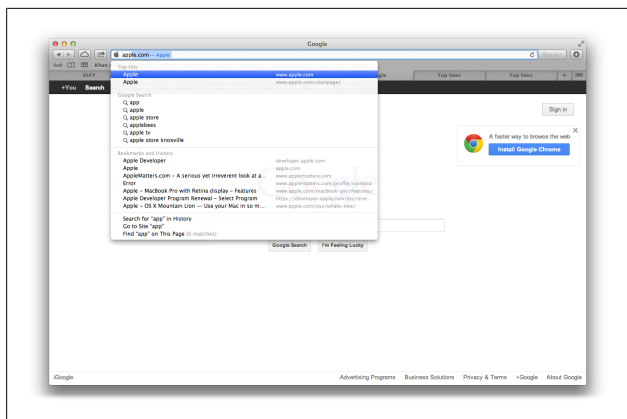 Google
apple.com — Apple
Reader
Khan
ELEY
Top Sites
Top Sites
+
Top Hits
Apple www.apple.com
Apple www.apple.com/startpage/
Google Search
app
apple
apple store
applebees
apple tv
apple store knoxville
Bookmarks and History
Apple Developer developer.apple.com
Apple apple.com
AppleMatters.com – A serious yet irreverent look at a... www.applematters.com
Error www.applematters.com/profile/userbold
Apple – MacBook Pro with Retina display – Features www.apple.com/macbook-pro/features/
Apple Developer Program Renewal – Select Program https://developer.apple.com/ios/rene...
Apple – OS X Mountain Lion — Use your Mac in so m... www.apple.com/osx/whats-new/
Search for "app" in History
Go to Site "app"
Find "app" on This Page (0 matches)
+You Search
Sign in
A faster way to browse the web
Install Google Chrome
Google Search I'm Feeling Lucky
iGoogle Advertising Programs Business Solutions Privacy & Terms +Google About Google